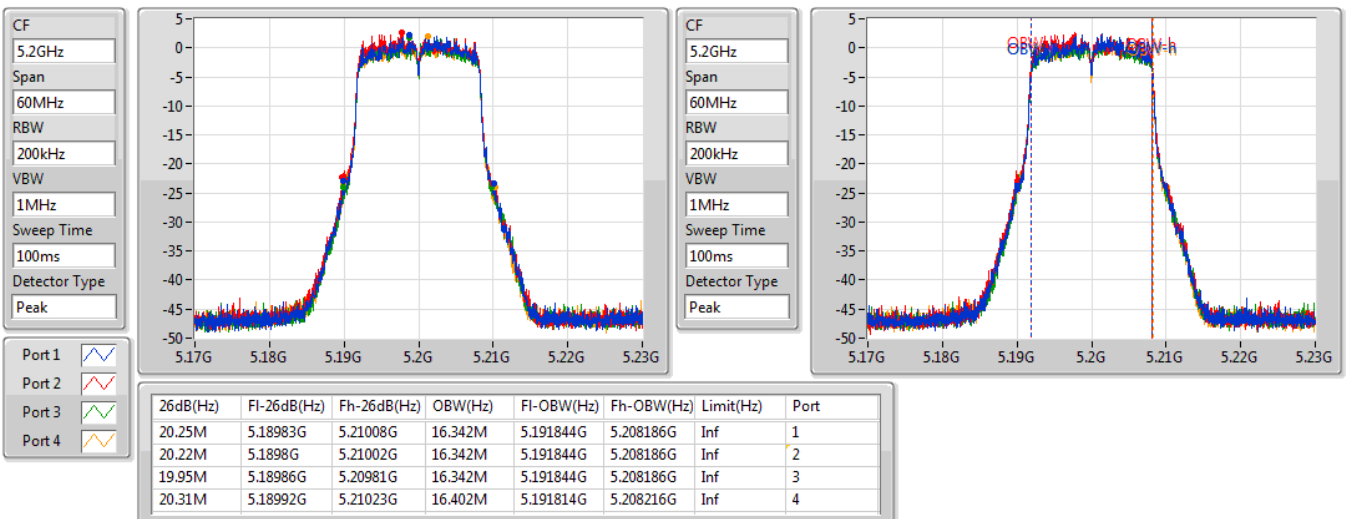 CF
5.2GHz
Span
60MHz
RBW
200kHz
VBW
1MHz
Sweep Time
100ms
Detector Type
Peak
5
0
-5
-10
-15
-20
-25
-30
-35
-40
-45
-50
5.17G 5.18G 5.19G 5.2G 5.21G 5.22G 5.23G
CF
5.2GHz
Span
60MHz
RBW
200kHz
VBW
1MHz
Sweep Time
100ms
Detector Type
Peak
5
0
-5
-10
-15
-20
-25
-30
-35
-40
-45
-50
5.17G 5.18G 5.19G 5.2G 5.21G 5.22G 5.23G
Port 1
Port 2
Port 3
Port 4
26dB(Hz) Fl-26dB(Hz) Fh-26dB(Hz) OBW(Hz) Fl-OBW(Hz) Fh-OBW(Hz) Limit(Hz) Port
20.25M 5.18983G 5.21008G 16.342M 5.191844G 5.208186G Inf 1
20.22M 5.1898G 5.21002G 16.342M 5.191844G 5.208186G Inf 2
19.95M 5.18986G 5.20981G 16.342M 5.191844G 5.208186G Inf 3
20.31M 5.18992G 5.21023G 16.402M 5.191814G 5.208216G Inf 4